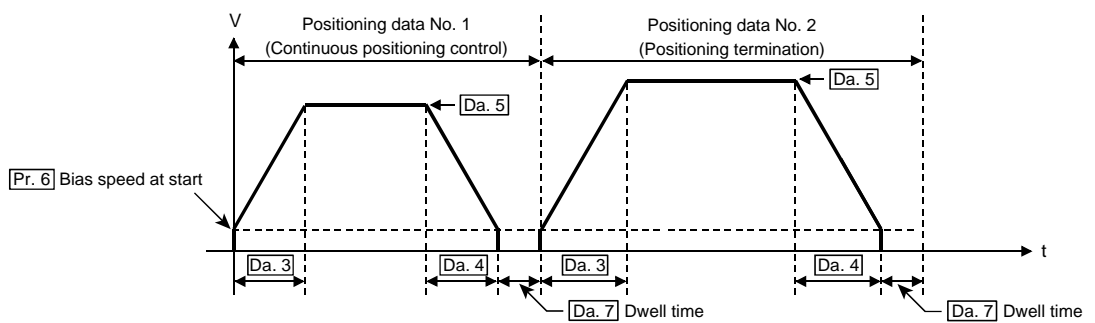 V
Positioning data No. 1
(Continuous positioning control)
Positioning data No. 2
(Positioning termination)
Da. 5
Da. 5
Pr. 6 Bias speed at start
t
Da. 3
Da. 4
Da. 3
Da. 4
Da. 7 Dwell time
Da. 7 Dwell time